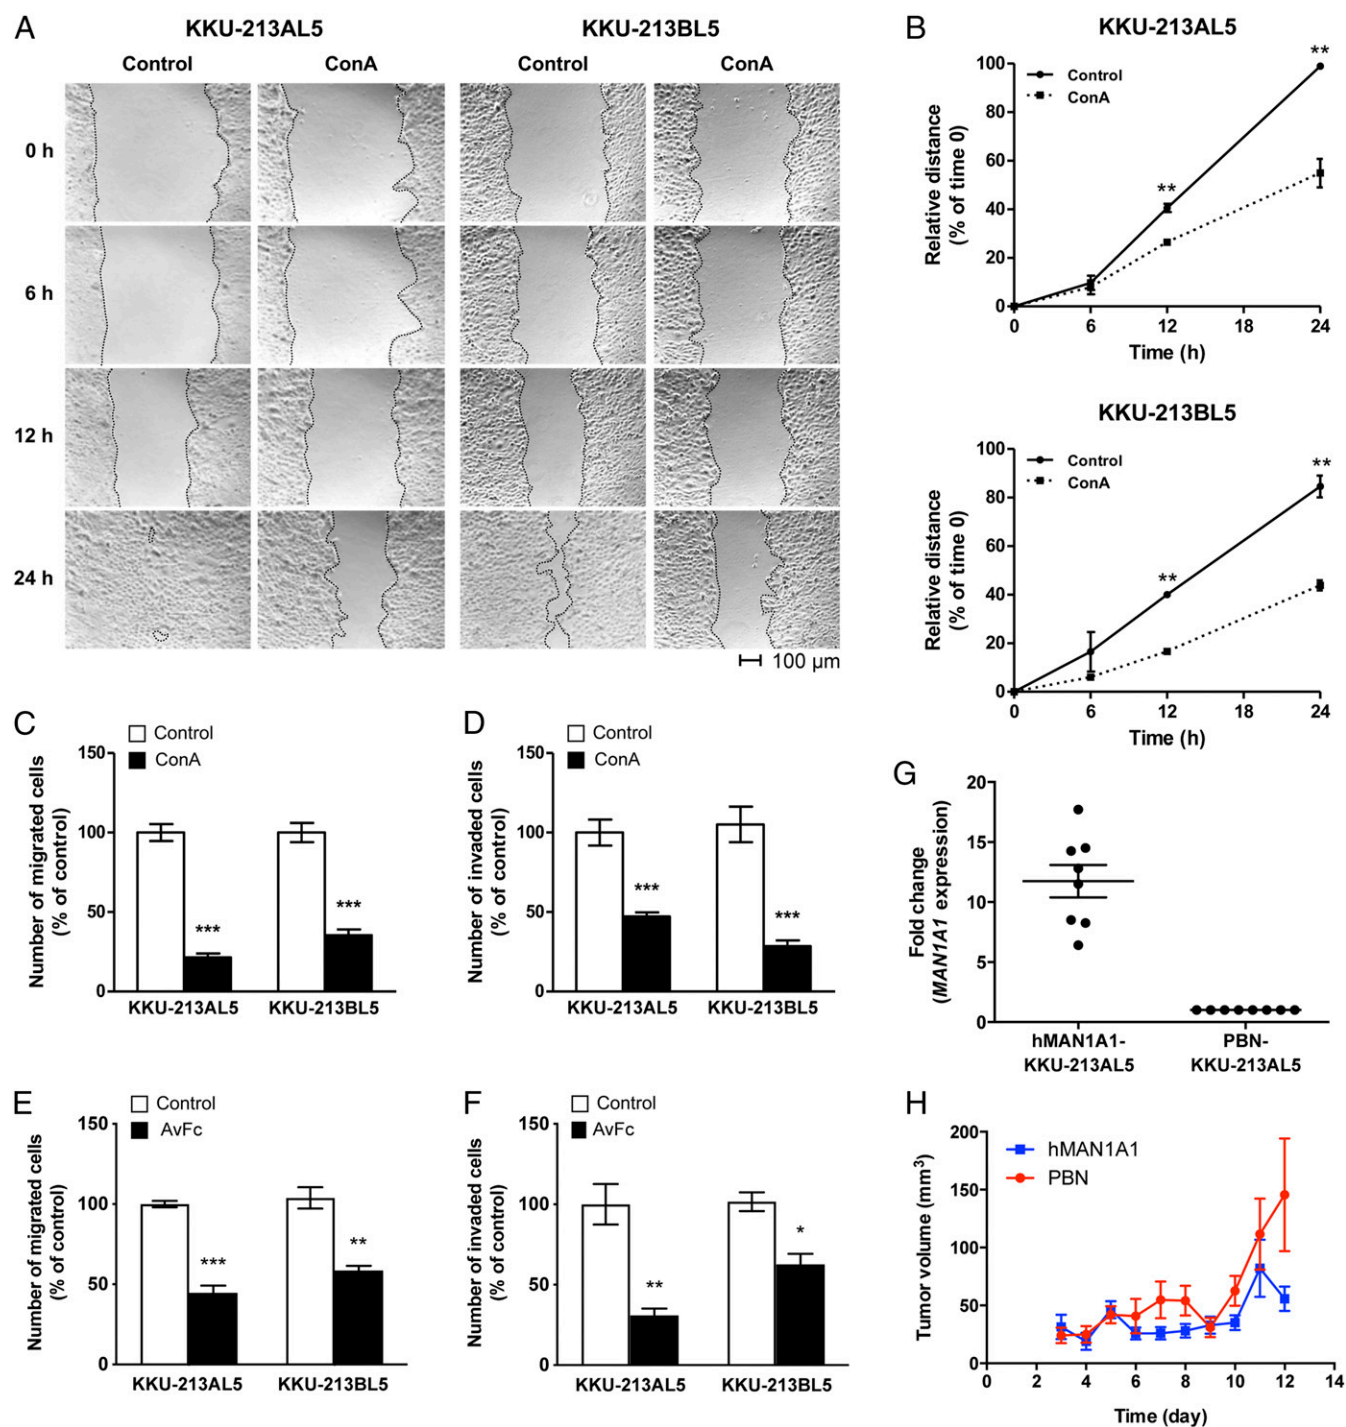 A
KKU-213AL5
KKU-213BL5
Control
ConA
Control
ConA
0 h
6 h
12 h
24 h
100 µm
B
KKU-213AL5
Relative distance
(% of time 0)
100
80
60
40
20
0
Control
ConA
**
**
0
6
12
18
24
Time (h)
KKU-213BL5
Relative distance
(% of time 0)
100
80
60
40
20
0
Control
ConA
**
**
0
6
12
18
24
Time (h)
C
Control
ConA
Number of migrated cells
(% of control)
150
100
50
0
***
***
KKU-213AL5
KKU-213BL5
D
Control
ConA
Number of invaded cells
(% of control)
150
100
50
0
***
***
KKU-213AL5
KKU-213BL5
G
Fold change
(MAN1A1 expression)
20
15
10
5
0
hMAN1A1-
KKU-213AL5
PBN-
KKU-213AL5
E
Control
AvFc
Number of migrated cells
(% of control)
150
100
50
0
***
**
KKU-213AL5
KKU-213BL5
F
Control
AvFc
Number of invaded cells
(% of control)
150
100
50
0
**
*
KKU-213AL5
KKU-213BL5
H
hMAN1A1
PBN
Tumor volume (mm³)
200
150
100
50
0
0
2
4
6
8
10
12
14
Time (day)